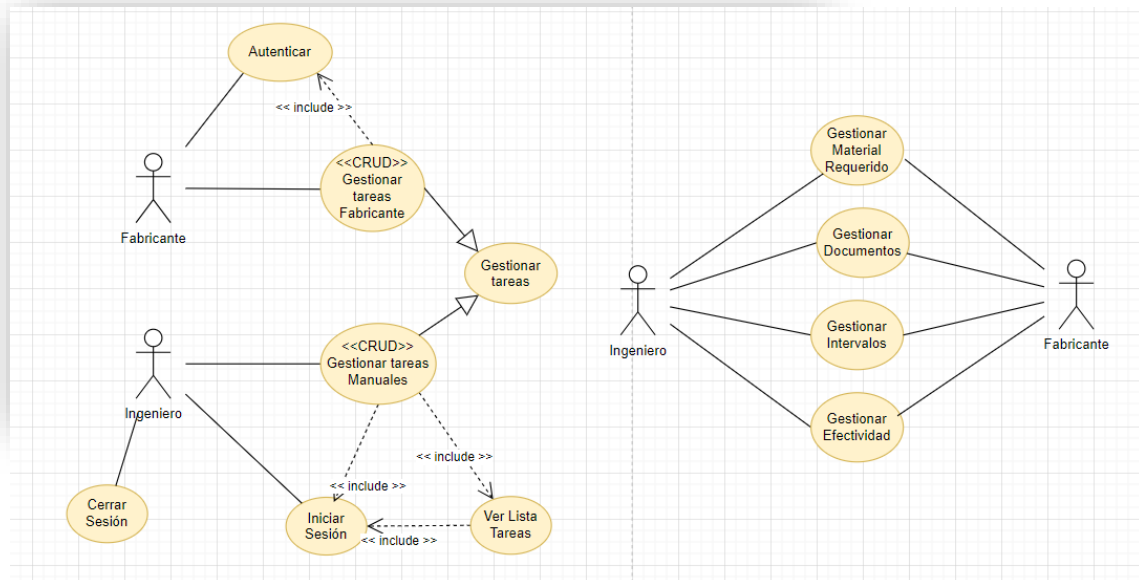 Autenticar
<< include >>
<<CRUD>>
Gestionar
tareas
Fabricante
Fabricante
Gestionar
tareas
<<CRUD>>
Gestionar tareas
Manuales
Ingeniero
<< include >>
<< include >>
Cerrar
Sesión
Iniciar
Sesión
<< include >>
Ver Lista
Tareas
Gestionar
Material
Requerido
Gestionar
Documentos
Ingeniero
Gestionar
Intervalos
Fabricante
Gestionar
Efectividad